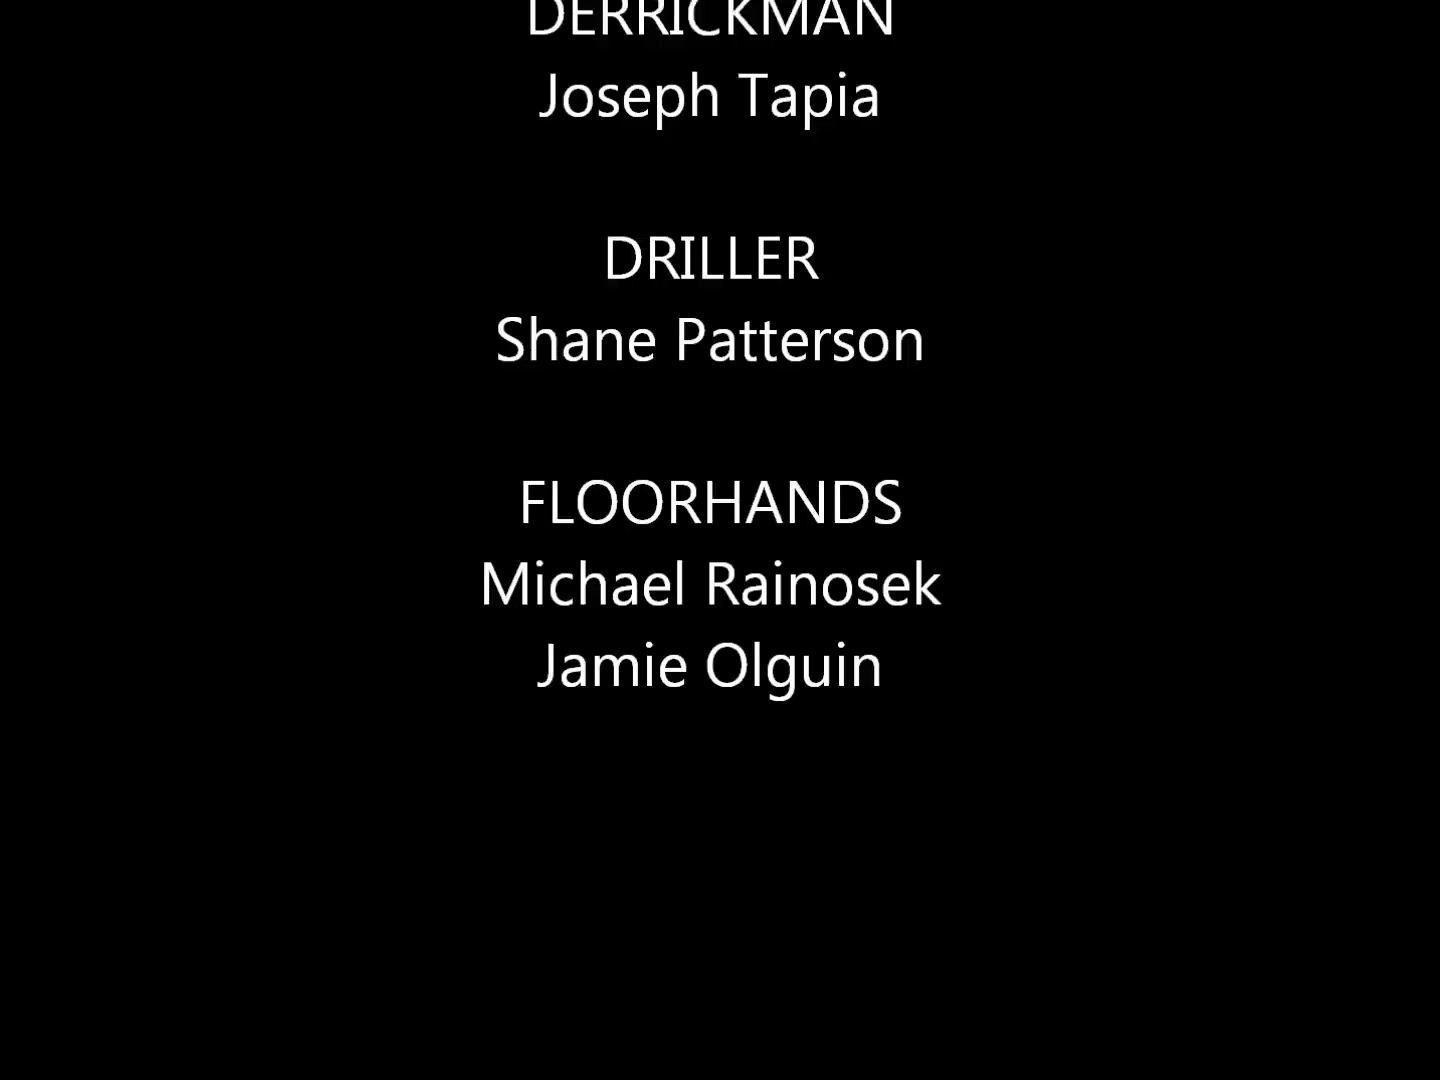 DERRICKMAN
Joseph Tapia
DRILLER
Shane Patterson
FLOORHANDS
Michael Rainosek
Jamie Olguin